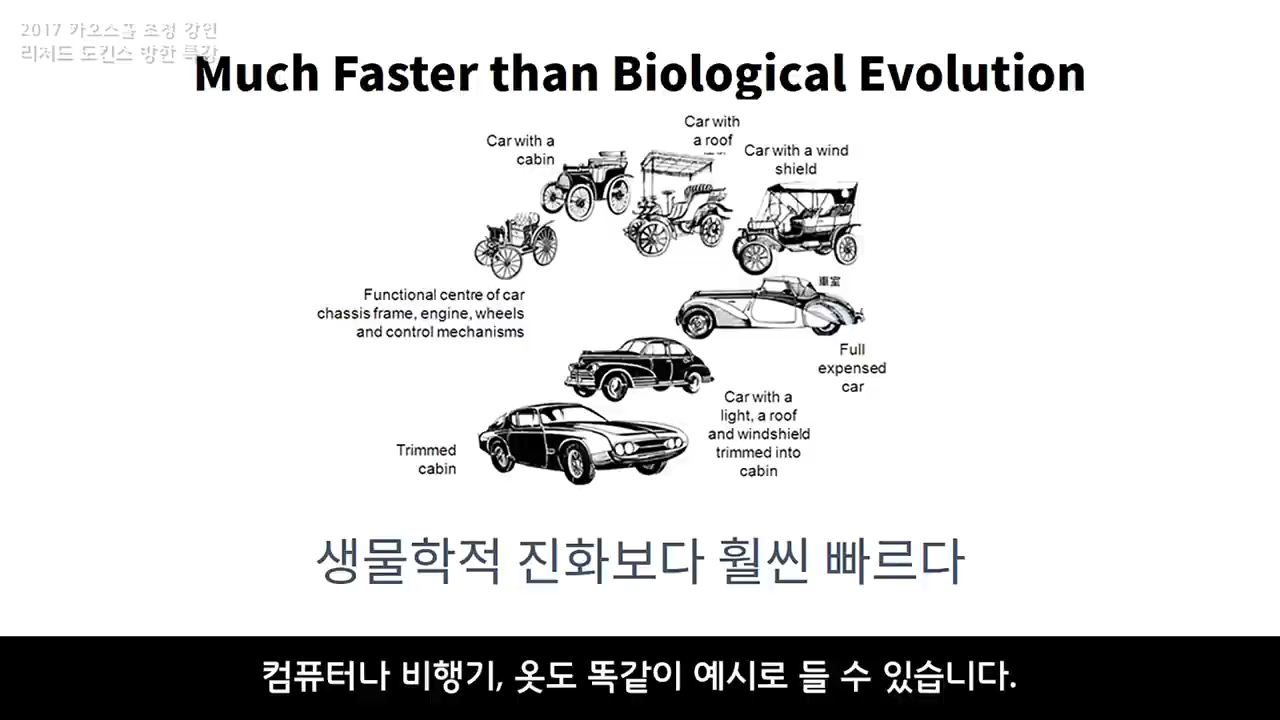 2017 카오스홀 초청 강연
리처드 도킨스 방한 특강
Much Faster than Biological Evolution
Car with a
cabin
Car with
a roof
Car with a wind
shield
Functional centre of car
chassis frame, engine, wheels
and control mechanisms
車室
Full
expensed
car
Car with a
light, a roof
and windshield
trimmed into
cabin
Trimmed
cabin
생물학적 진화보다 훨씬 빠르다
컴퓨터나 비행기, 옷도 똑같이 예시로 들 수 있습니다.